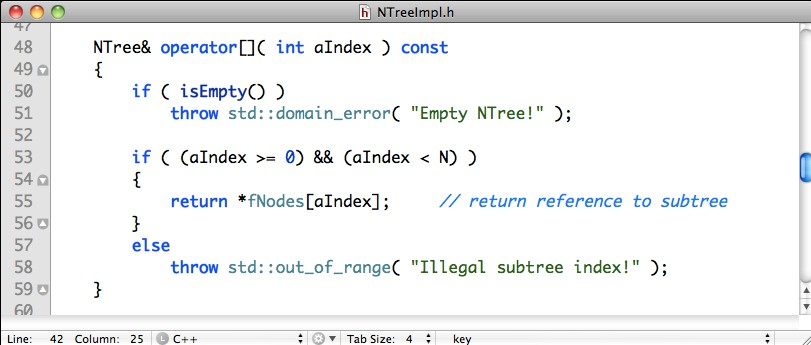 NTreeImpl.h
47
48 NTree& operator[]( int aIndex ) const
49 {
50 if ( isEmpty() )
51 throw std::domain_error( "Empty NTree!" );
52
53 if ( (aIndex >= 0) && (aIndex < N) )
54 {
55 return *fNodes[aIndex]; // return reference to subtree
56 }
57 else
58 throw std::out_of_range( "Illegal subtree index!" );
59 }
60
Line: 42 Column: 25 C++ Tab Size: 4 key